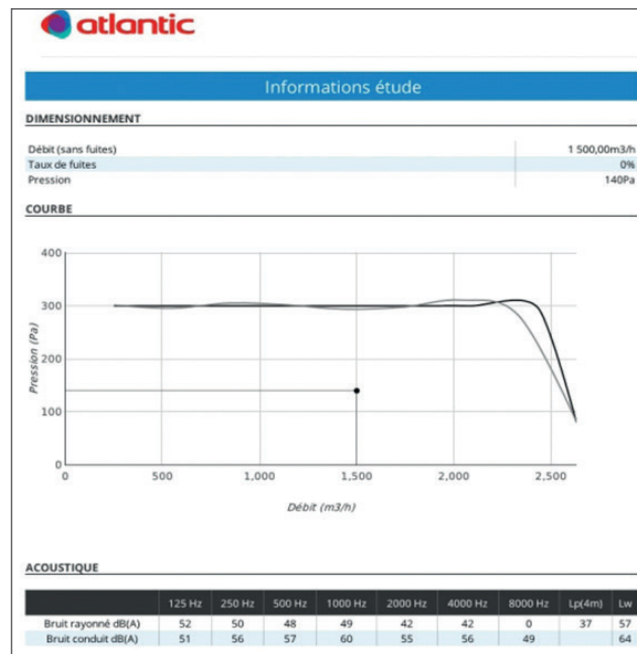 atlantic
Informations étude
DIMENSIONNEMENT
Débit (sans fuites) 1 500,00m3/h
Taux de fuites 0%
Pression 140Pa
COURBE
400
300
200
100
0
Pression (Pa)
0 500 1,000 1,500 2,000 2,500
Débit (m3/h)
ACOUSTIQUE
125 Hz 250 Hz 500 Hz 1000 Hz 2000 Hz 4000 Hz 8000 Hz Lp(4m) Lw
Bruit rayonné dB(A) 52 50 48 49 42 42 0 37 57
Bruit conduit dB(A) 51 56 57 60 55 56 49 64